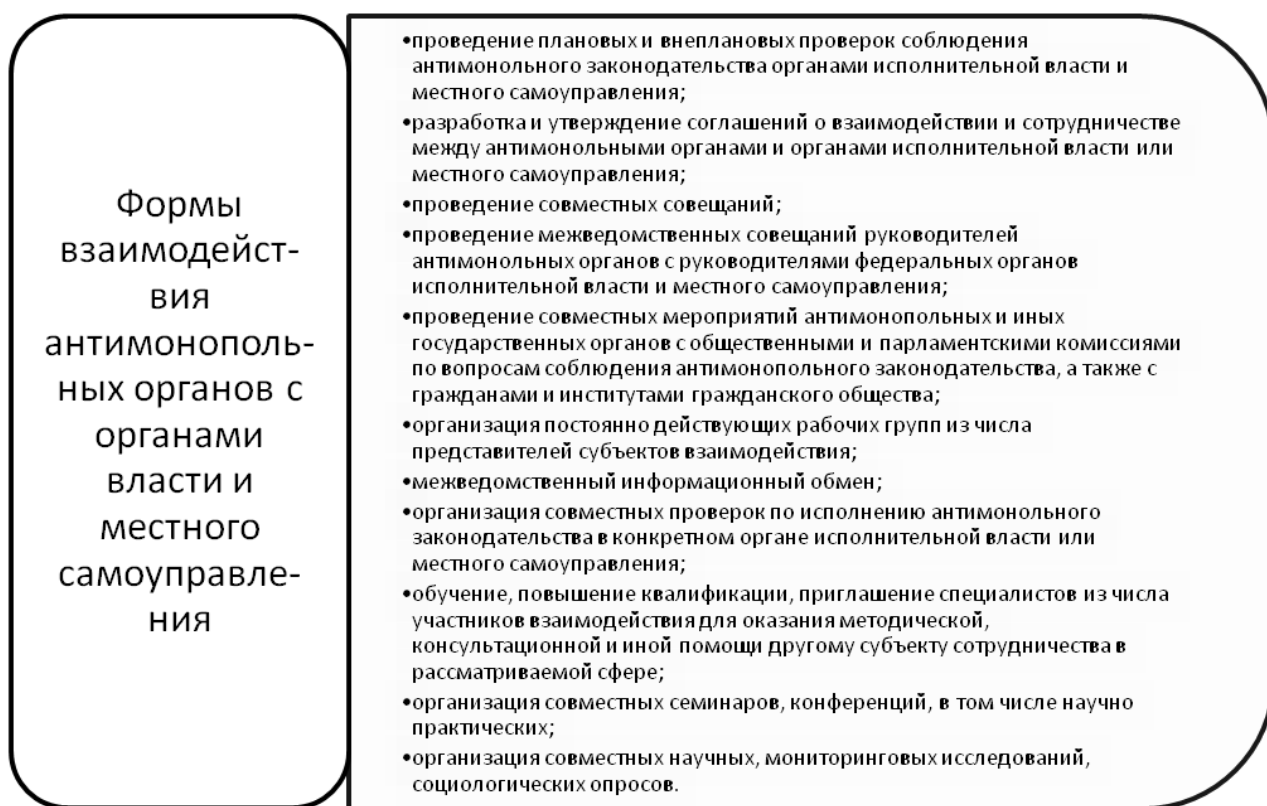 Формы
взаимодейст-
вия
антимонополь-
ных органов с
органами
власти и
местного
самоуправле-
ния
•проведение плановых и внеплановых проверок соблюдения
антимонольного законодательства органами исполнительной власти и
местного самоуправления;
•разработка и утверждение соглашений о взаимодействии и сотрудничестве
между антимонольными органами и органами исполнительной власти или
местного самоуправления;
•проведение совместных совещаний;
•проведение межведомственных совещаний руководителей
антимонольных органов с руководителями федеральных органов
исполнительной власти и местного самоуправления;
•проведение совместных мероприятий антимонопольных и иных
государственных органов с общественными и парламентскими комиссиями
по вопросам соблюдения антимонопольного законодательства, а также с
гражданами и институтами гражданского общества;
•организация постоянно действующих рабочих групп из числа
представителей субъектов взаимодействия;
•межведомственный информационный обмен;
•организация совместных проверок по исполнению антимонольного
законодательства в конкретном органе исполнительной власти или
местного самоуправления;
•обучение, повышение квалификации, приглашение специалистов из числа
участников взаимодействия для оказания методической,
консультационной и иной помощи другому субъекту сотрудничества в
рассматриваемой сфере;
•организация совместных семинаров, конференций, в том числе научно
практических;
•организация совместных научных, мониторинговых исследований,
социологических опросов.